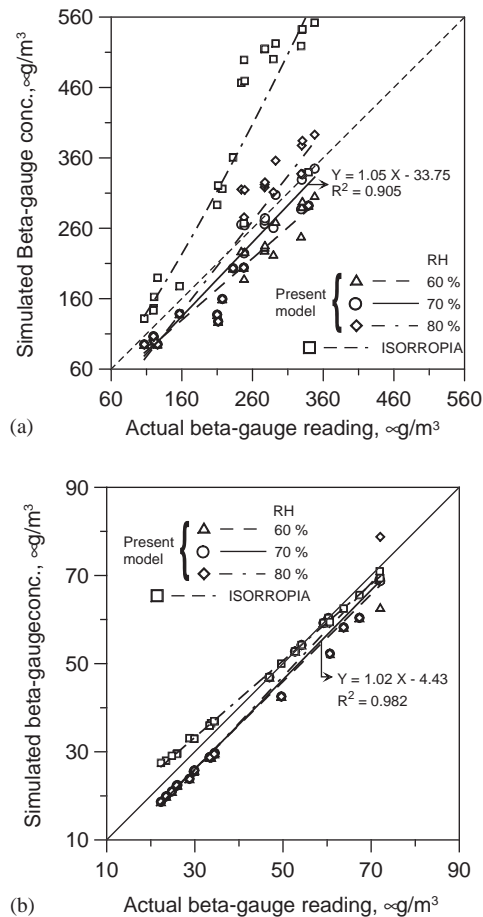 Simulated Beta-gauge conc.,∝g/m³
560
460
360
260
160
60
Y = 1.05 X - 33.75
R² = 0.905
RH
Present model { 60 %
70 %
80 %
ISORROPIA
60 160 260 360 460 560
(a) Actual beta-gauge reading, ∝g/m³
Simulated beta-gaugeconc., ∝g/m³
90
70
50
30
10
RH
Present model { 60 %
70 %
80 %
ISORROPIA
Y = 1.02 X - 4.43
R² = 0.982
10 30 50 70 90
(b) Actual beta-gauge reading, ∝g/m³